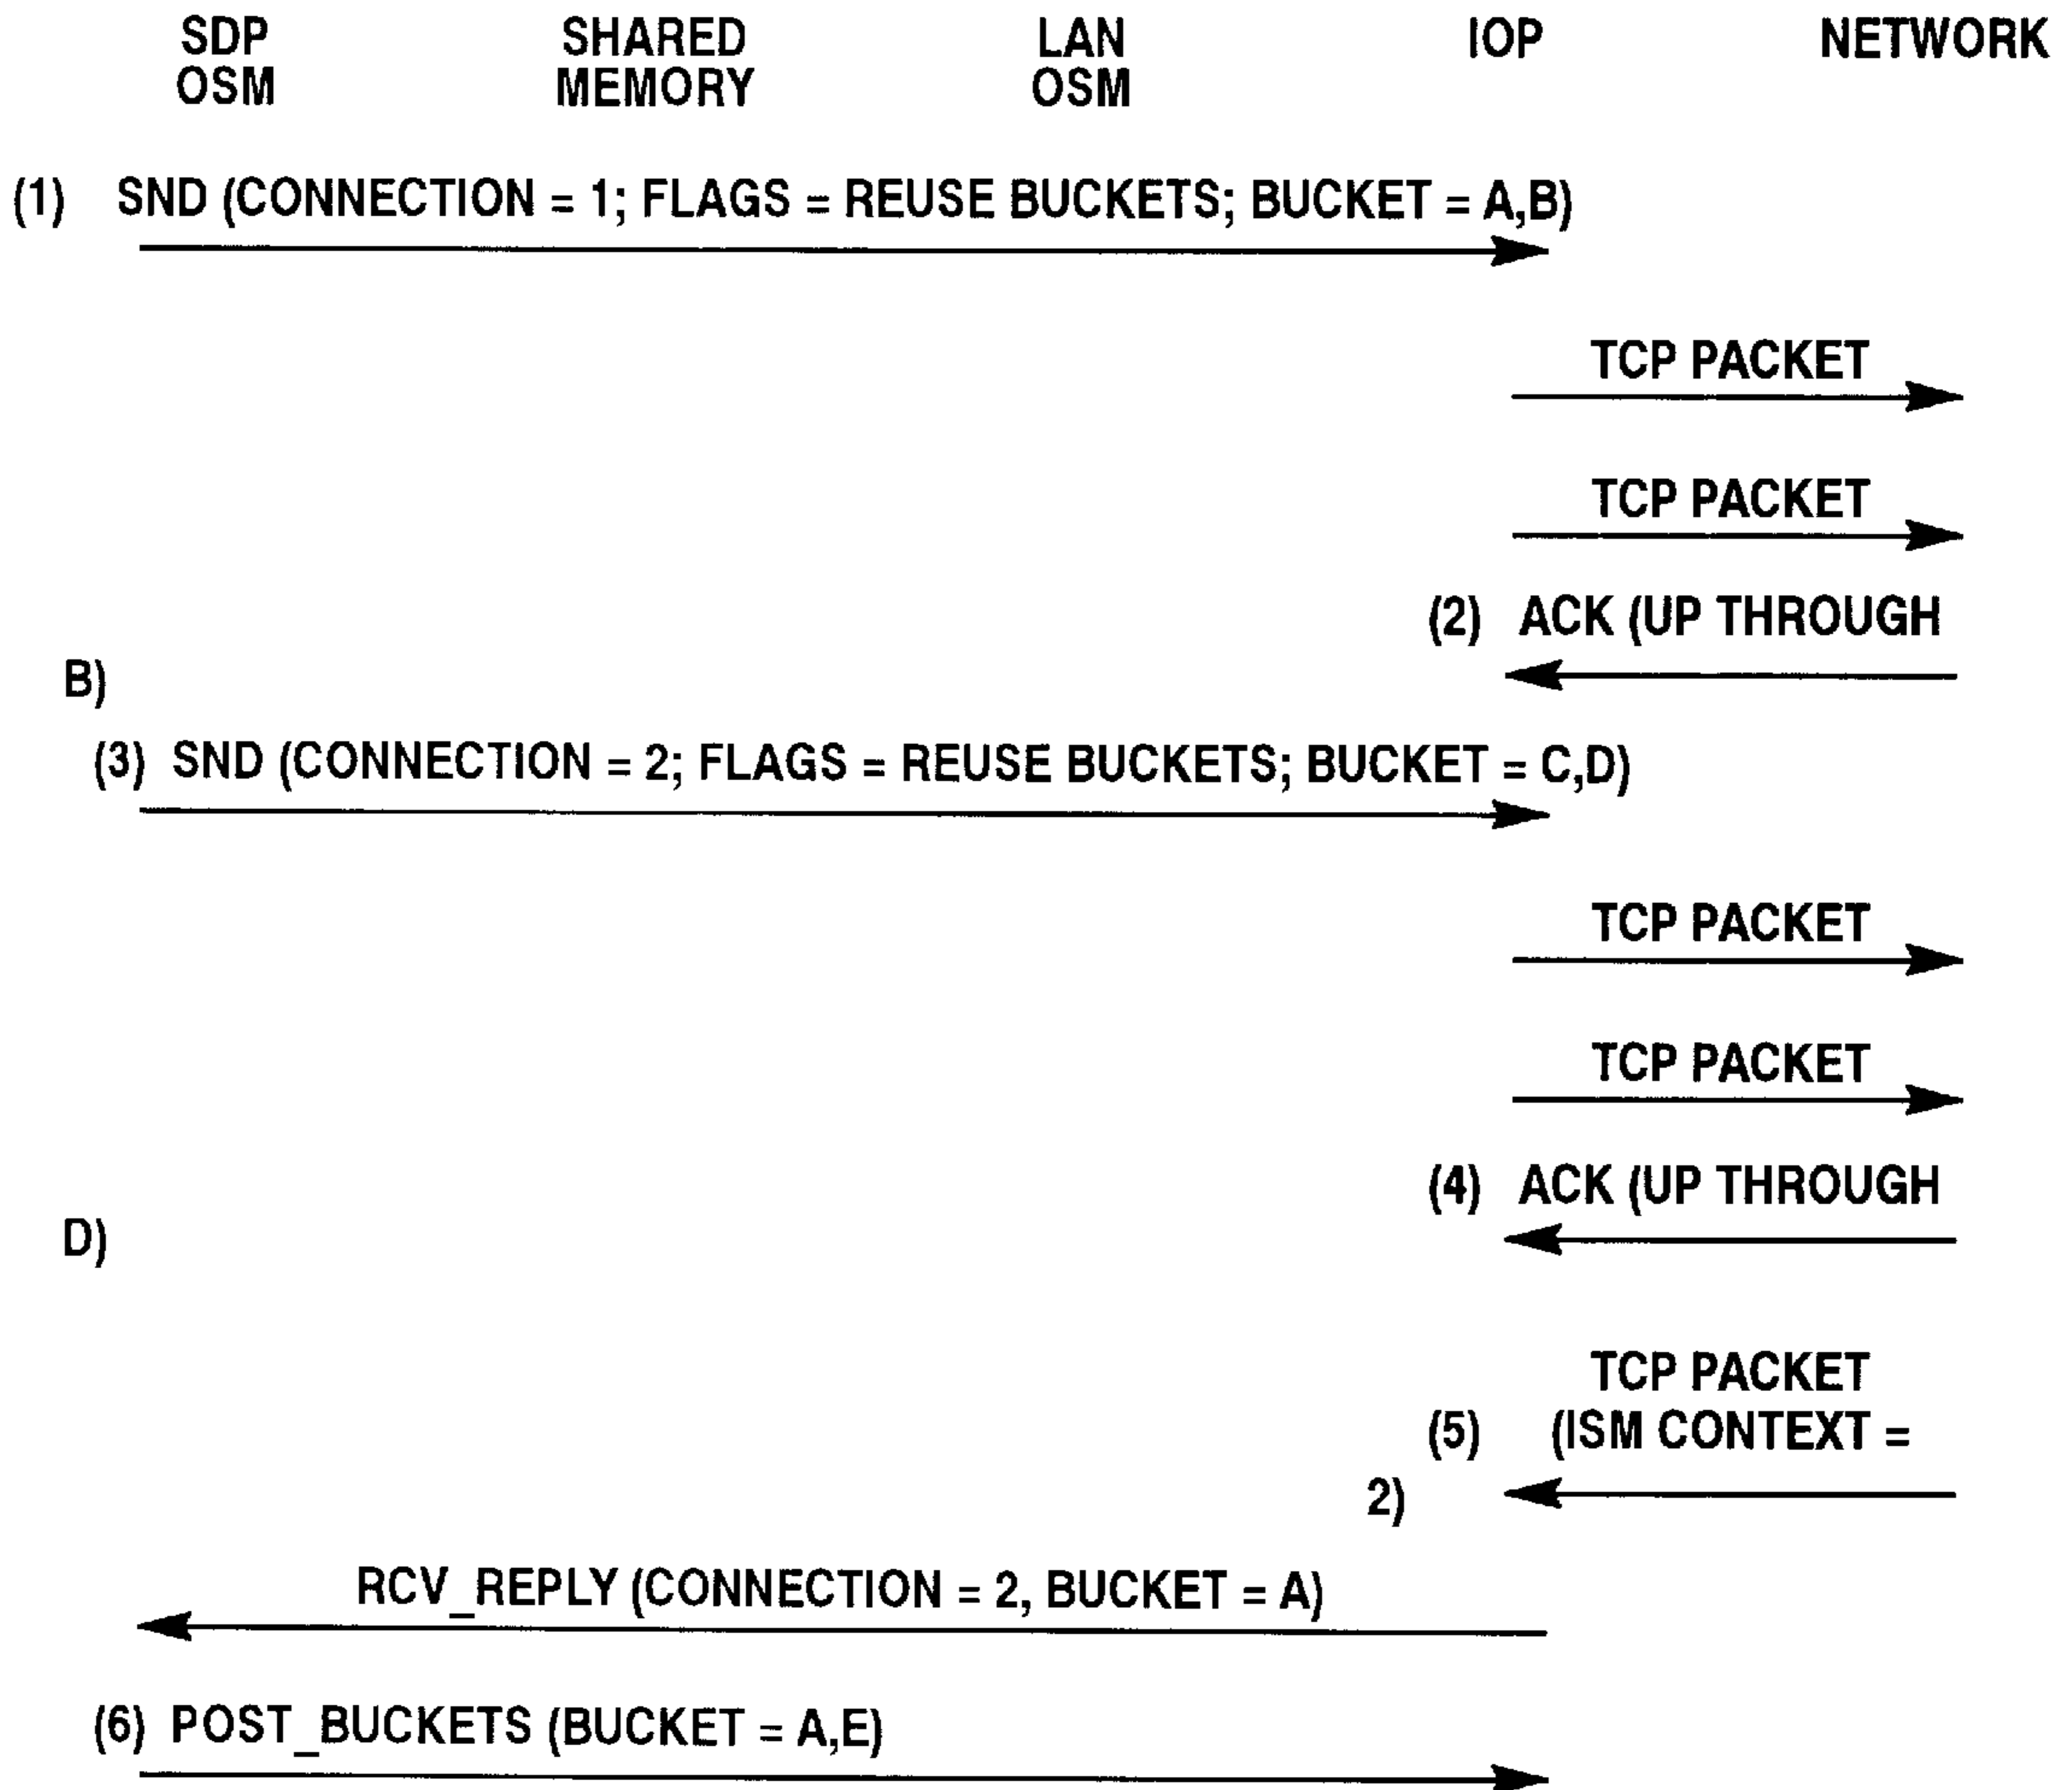 SDP OSM
SHARED MEMORY
LAN OSM
IOP
NETWORK
(1) SND (CONNECTION = 1; FLAGS = REUSE BUCKETS; BUCKET = A,B)
TCP PACKET
TCP PACKET
(2) ACK (UP THROUGH
B)
(3) SND (CONNECTION = 2; FLAGS = REUSE BUCKETS; BUCKET = C,D)
TCP PACKET
TCP PACKET
(4) ACK (UP THROUGH
D)
TCP PACKET
(5) (ISM CONTEXT =
2)
RCV_REPLY (CONNECTION = 2, BUCKET = A)
(6) POST_BUCKETS (BUCKET = A,E)